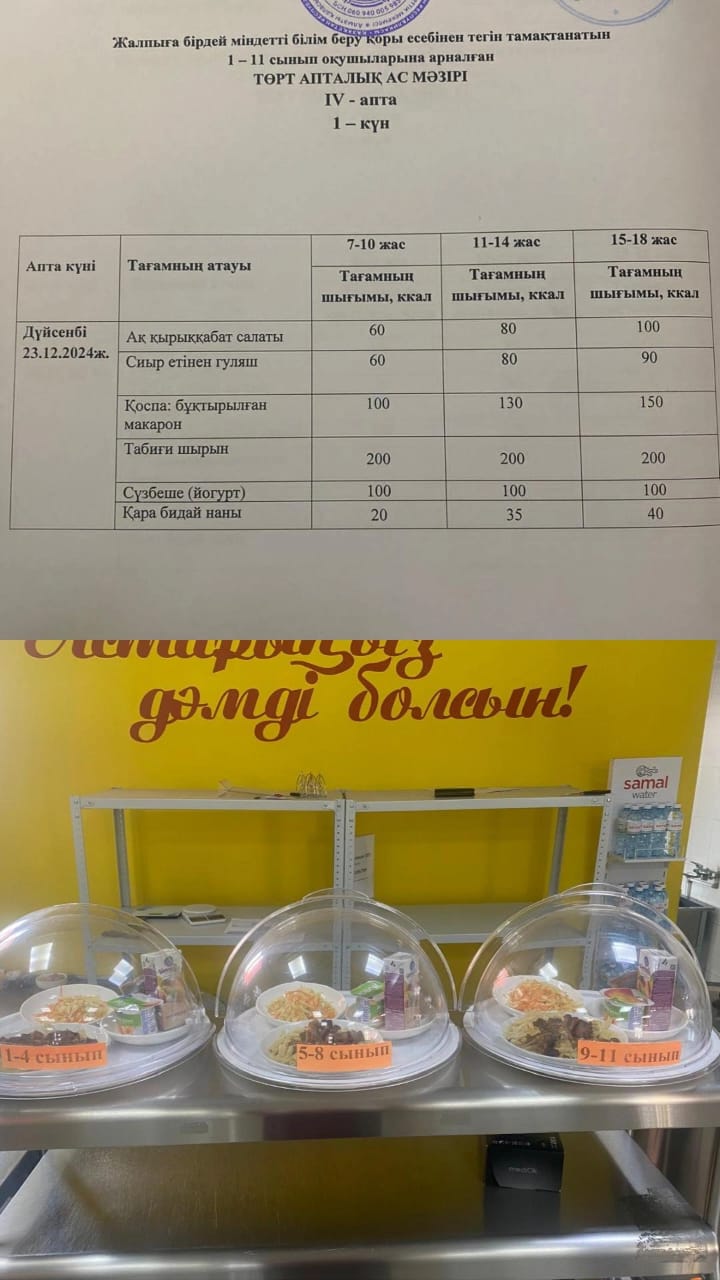 Жалпыға бірдей міндетті білім беру қоры есебінен тегін тамақтанатын
1 – 11 сынып оқушыларына арналған
ТӨРТ АПТАЛЫҚ АС МӘЗІРІ
IV - апта
1 – күн
Апта күні Тағамның атауы 7-10 жас 11-14 жас 15-18 жас
Тағамның шығымы, ккал Тағамның шығымы, ккал Тағамның шығымы, ккал
Дүйсенбі 23.12.2024ж. Ақ қырыққабат салаты 60 80 100
Сиыр етінен гуляш 60 80 90
Қоспа: бұқтырылған макарон 100 130 150
Табиғи шырын 200 200 200
Сүзбеше (йогурт) 100 100 100
Қара бидай наны 20 35 40
Астарыңыз
дәмді болсын!
samal
water
1-4 сынып
5-8 сынып
9-11 сынып